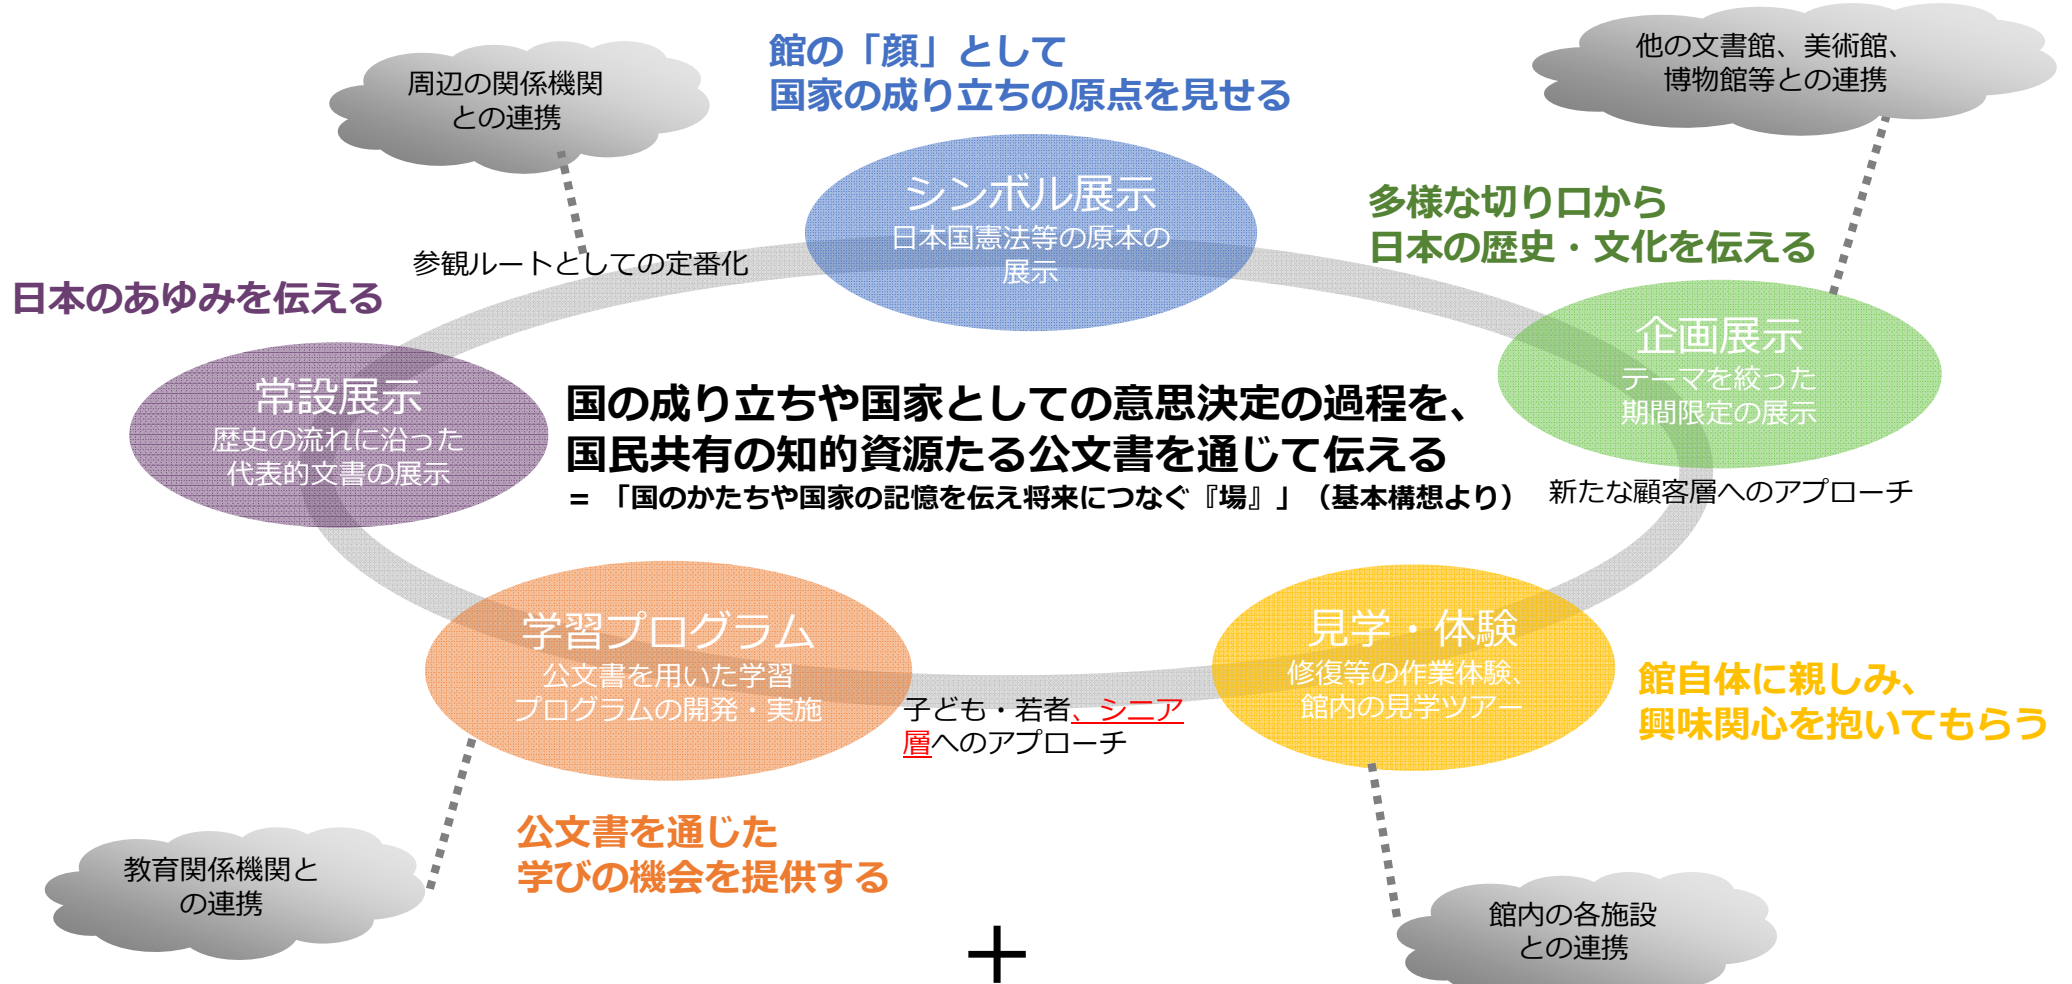 館の「顔」として
国家の成り立ちの原点を見せる
周辺の関係機関
との連携
他の文書館、美術館、
博物館等との連携
シンボル展示
日本国憲法等の原本の
展示
多様な切り口から
日本の歴史・文化を伝える
参観ルートとしての定番化
日本のあゆみを伝える
企画展示
テーマを絞った
期間限定の展示
常設展示
歴史の流れに沿った
代表的文書の展示
国の成り立ちや国家としての意思決定の過程を、
国民共有の知的資源たる公文書を通じて伝える
＝「国のかたちや国家の記憶を伝え将来につなぐ『場』」（基本構想より）
新たな顧客層へのアプローチ
学習プログラム
公文書を用いた学習
プログラムの開発・実施
見学・体験
修復等の作業体験、
館内の見学ツアー
子ども・若者、シニア
層へのアプローチ
館自体に親しみ、
興味関心を抱いてもらう
公文書を通じた
学びの機会を提供する
教育関係機関と
の連携
館内の各施設
との連携
＋